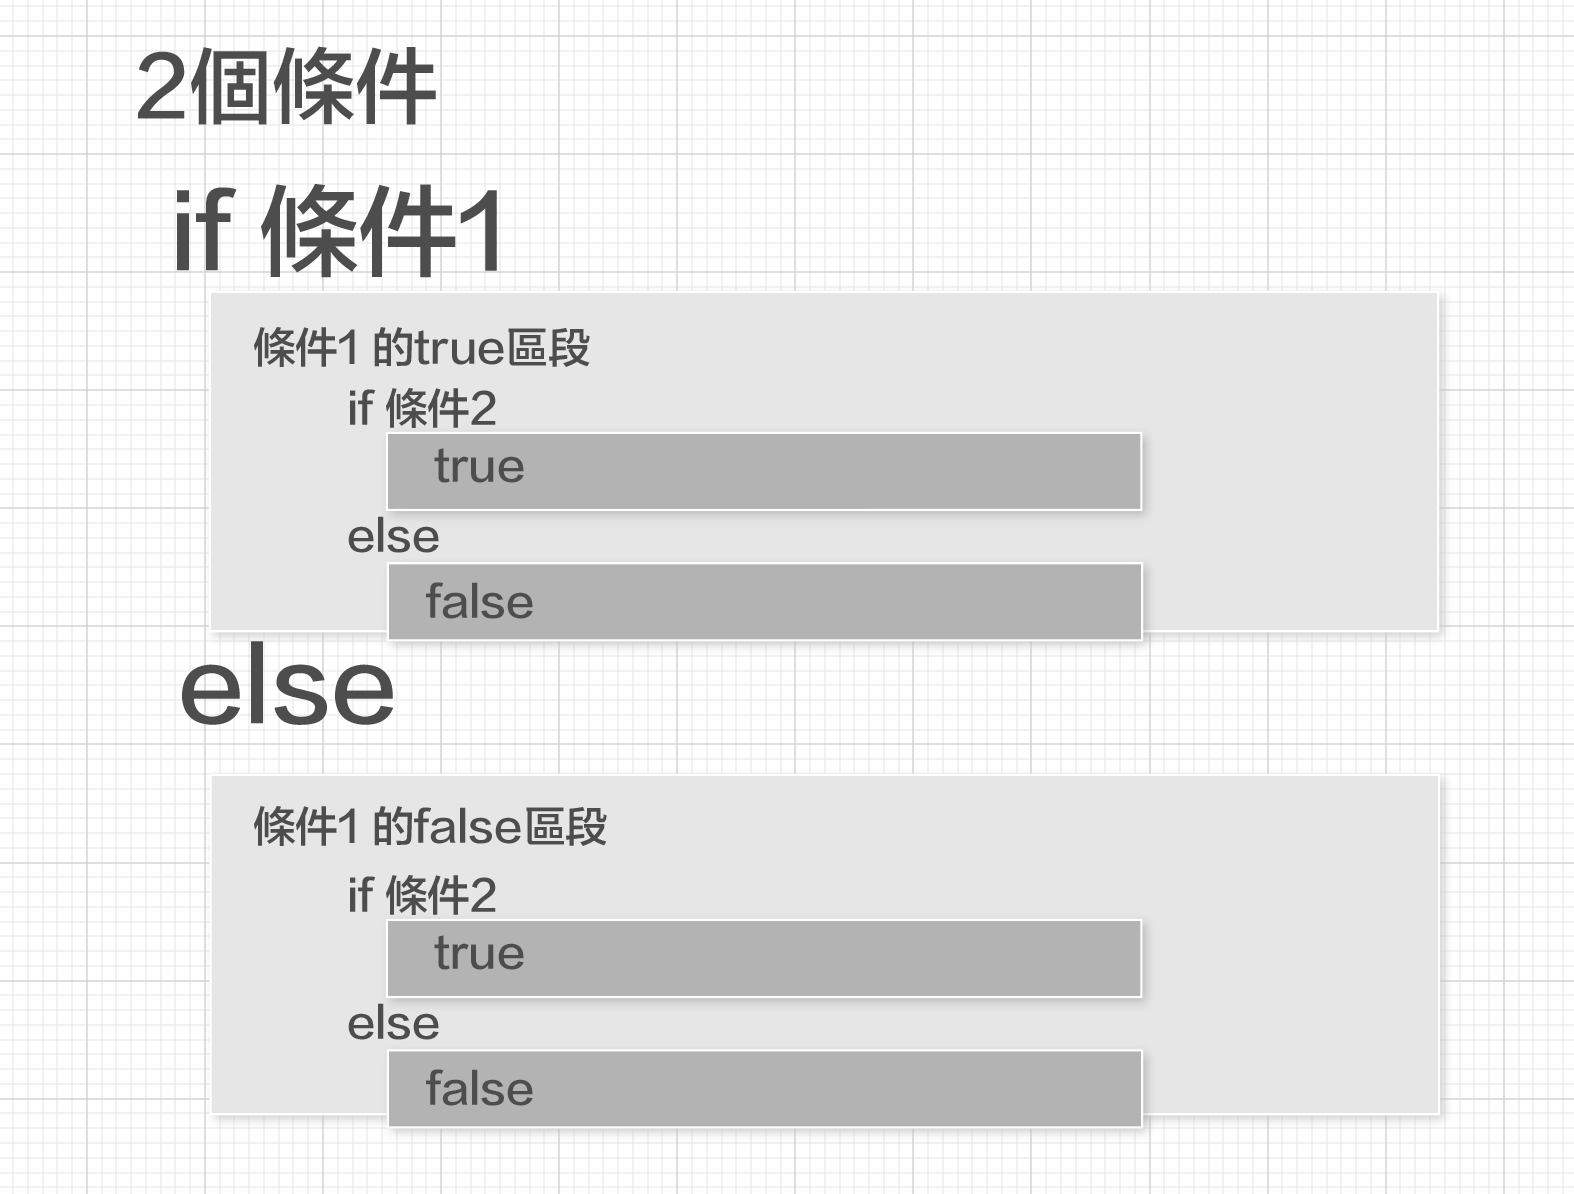 2個條件
if 條件1
條件1 的true區段
if 條件2
true
else
false
else
條件1 的false區段
if 條件2
true
else
false